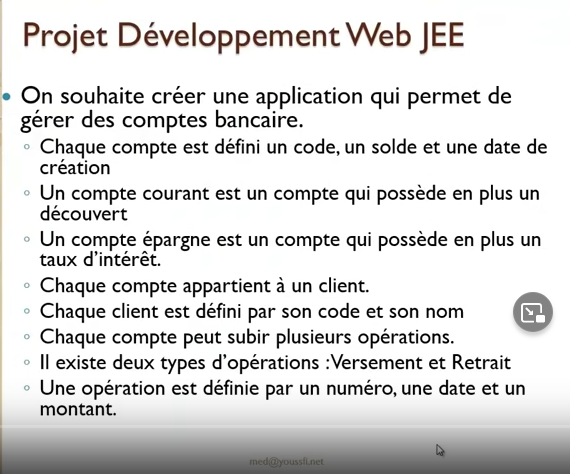 Projet Développement Web JEE
On souhaite créer une application qui permet de
gérer des comptes bancaire.
Chaque compte est défini un code, un solde et une date de
création
Un compte courant est un compte qui possède en plus un
découvert
Un compte épargne est un compte qui possède en plus un
taux d'intérêt.
Chaque compte appartient à un client.
Chaque client est défini par son code et son nom
Chaque compte peut subir plusieurs opérations.
Il existe deux types d'opérations :Versement et Retrait
Une opération est définie par un numéro, une date et un
montant.
med@youssfi.net